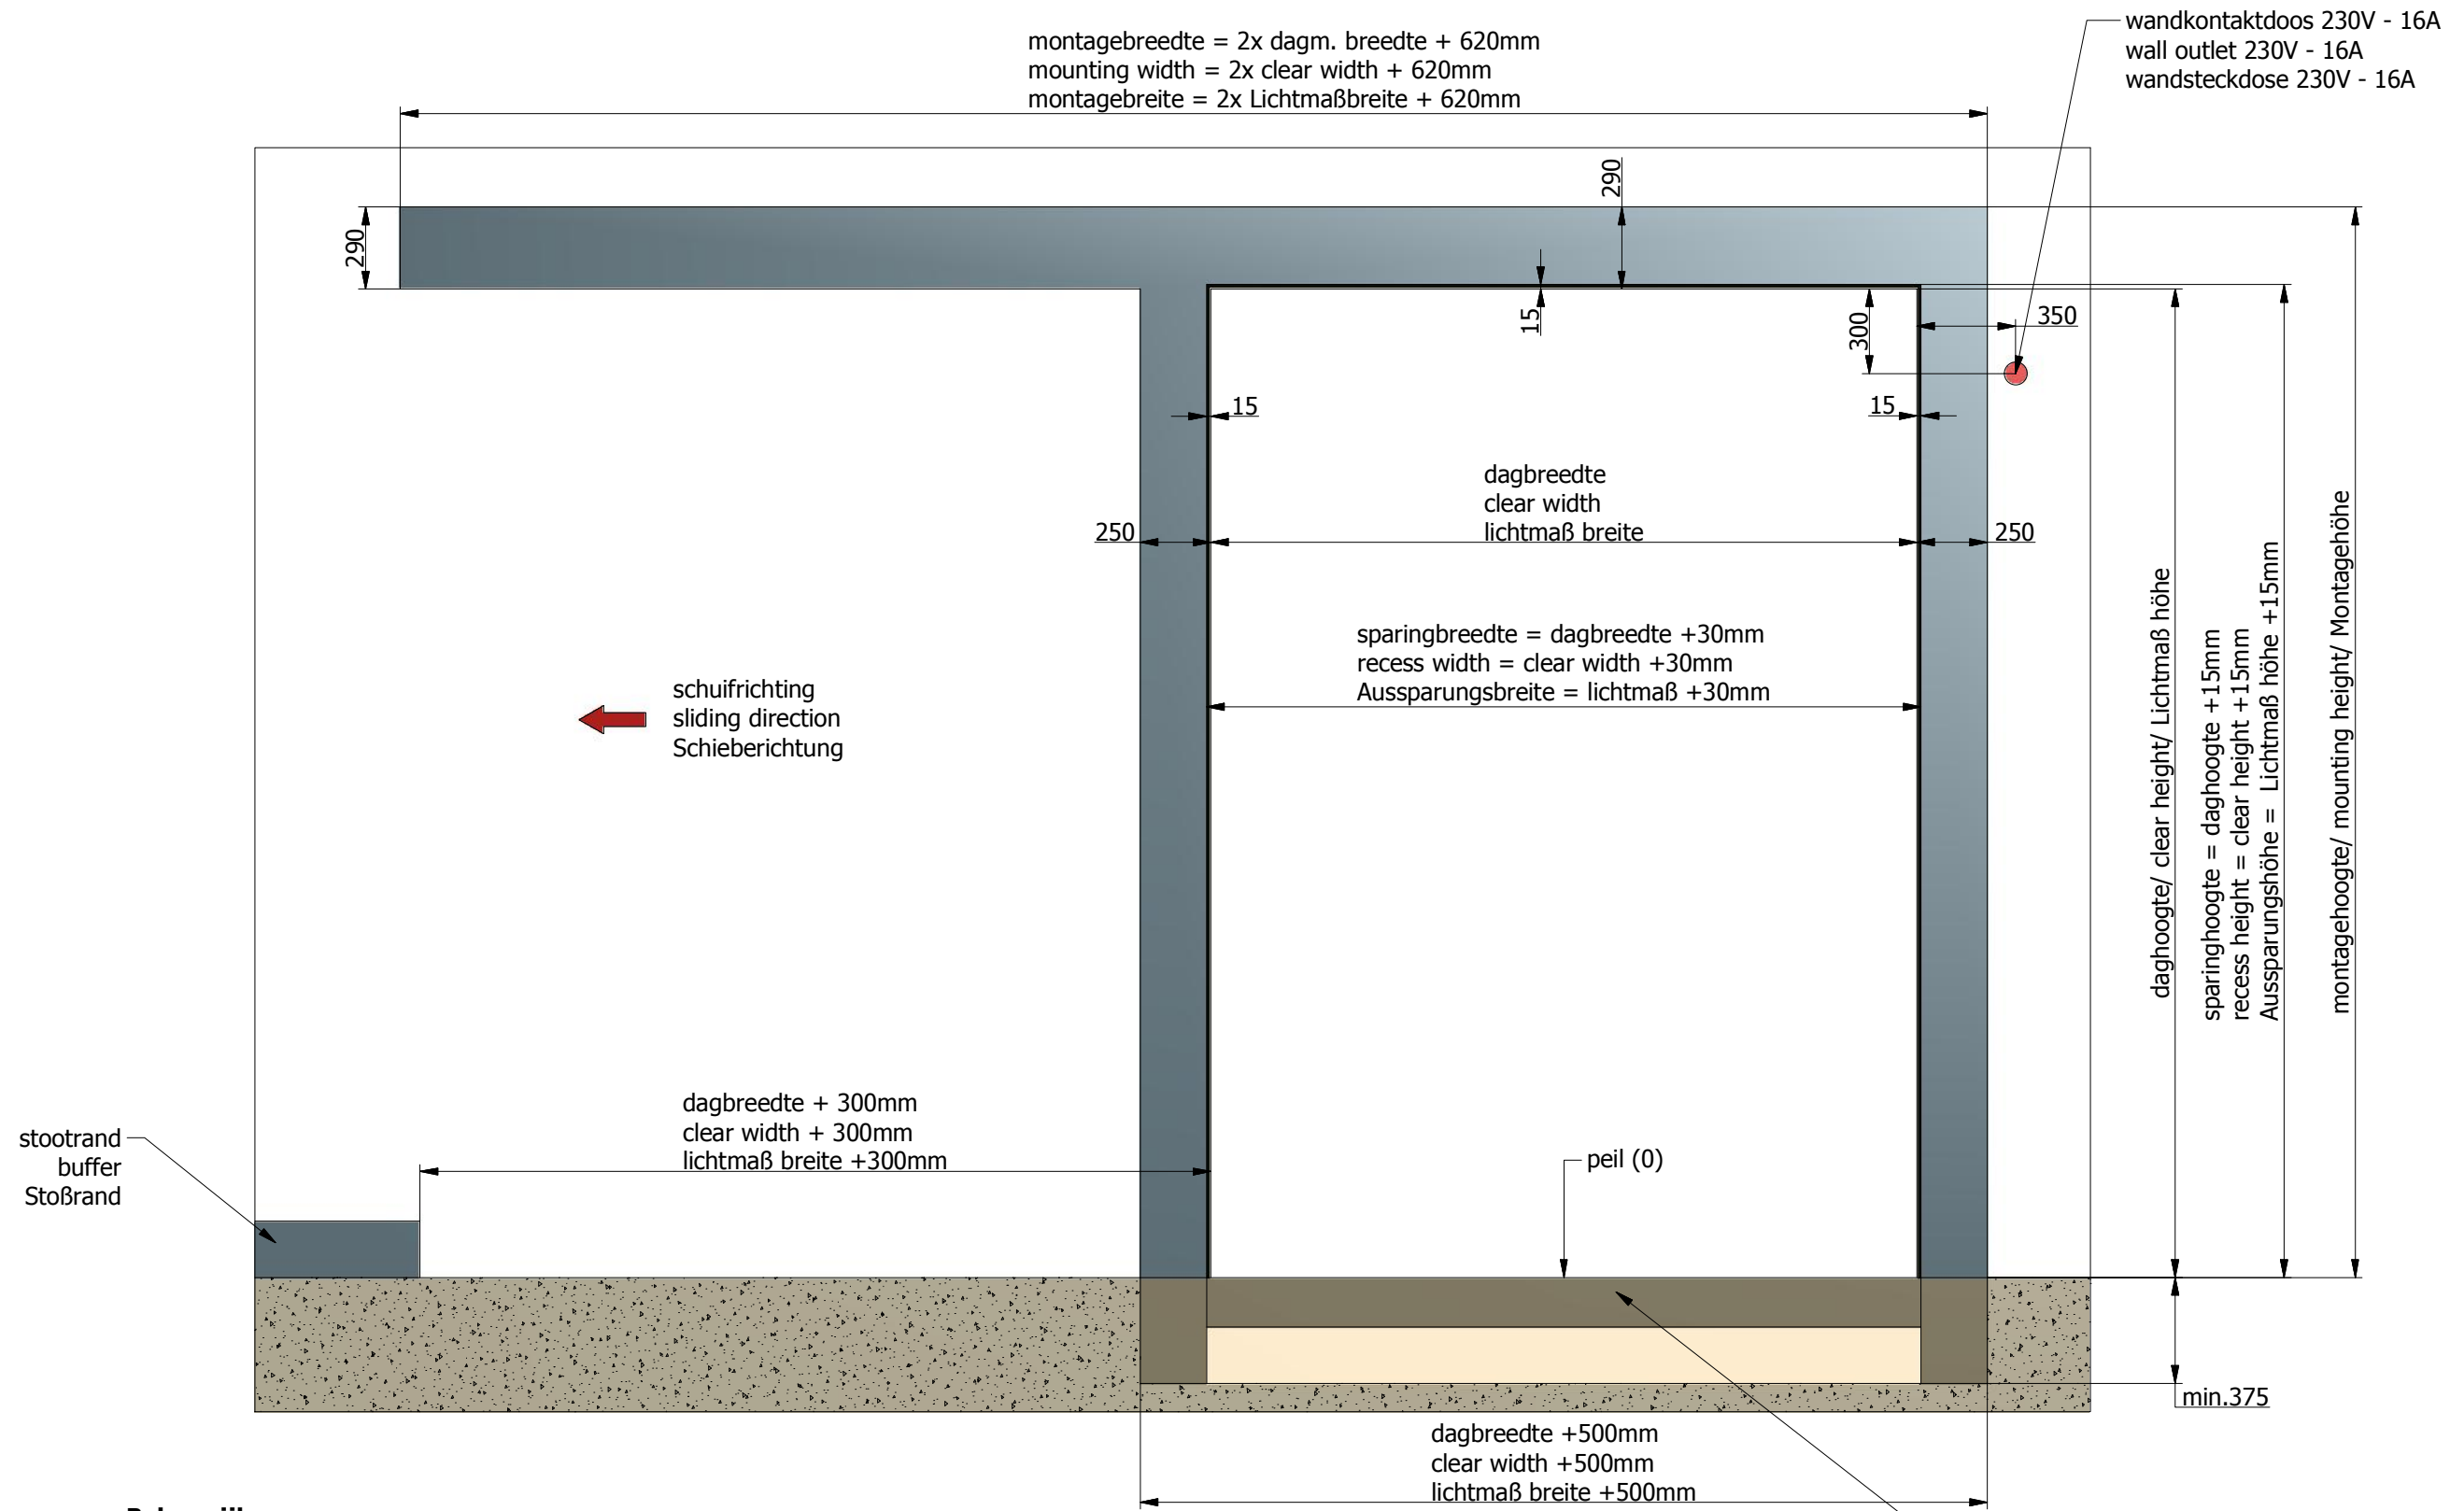 montagebreedte = 2x dagm. breedte + 620mm
mounting width = 2x clear width + 620mm
montagebreite = 2x Lichtmaßbreite + 620mm
wandkontaktdoos 230V - 16A
wall outlet 230V - 16A
wandsteckdose 230V - 16A
290
290
15
300
350
15
15
dagbreedte
clear width
lichtmaß breite
250
250
sparingbreedte = dagbreedte +30mm
recess width = clear width +30mm
Aussparungsbreite = lichtmaß +30mm
schuifrichting
sliding direction
Schieberichtung
daghoogte/ clear height/ Lichtmaß höhe
sparinghoogte = daghoogte +15mm
recess height = clear height +15mm
Aussparungshöhe = Lichtmaß höhe +15mm
montagehoogte/ mounting height/ Montagehöhe
dagbreedte + 300mm
clear width + 300mm
lichtmaß breite +300mm
stootrand
buffer
Stoßrand
peil (0)
min.375
dagbreedte +500mm
clear width +500mm
lichtmaß breite +500mm